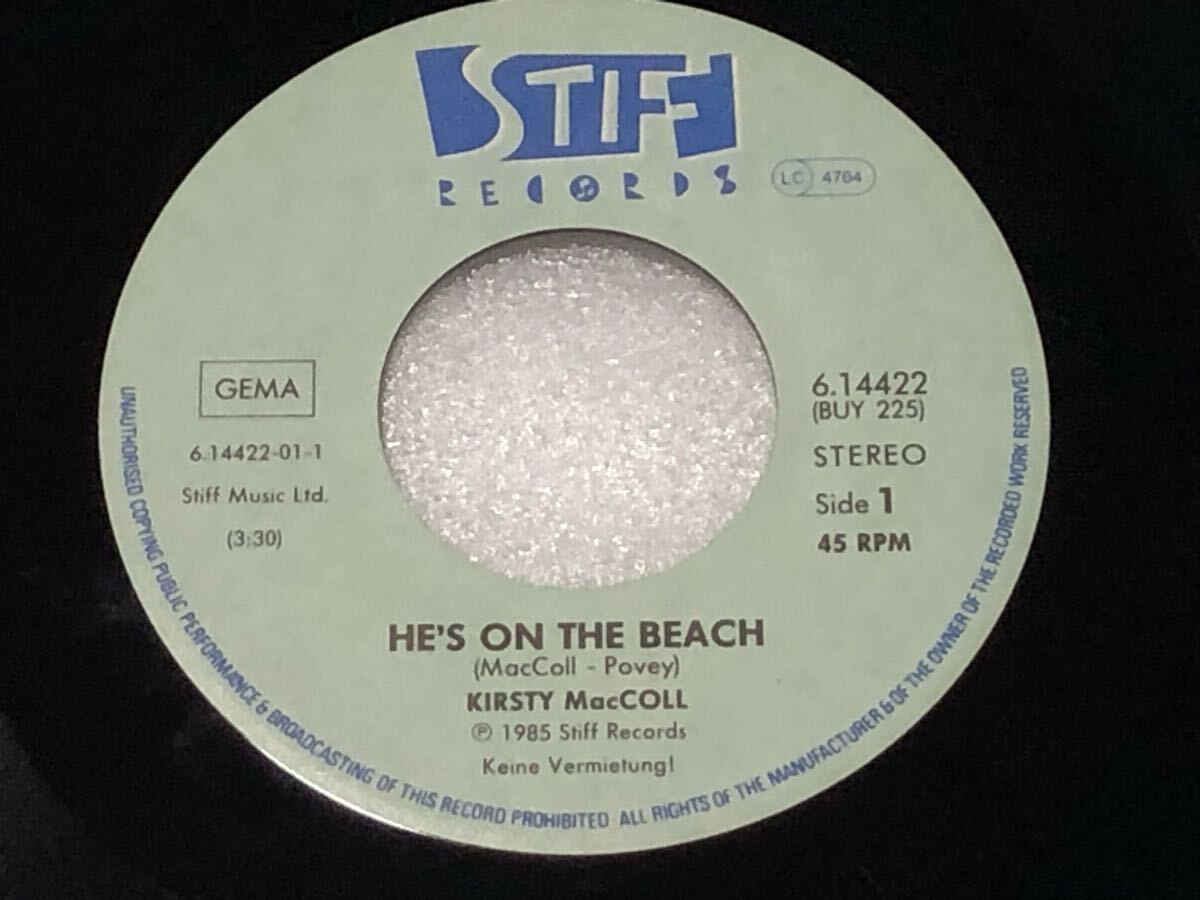 STIFF
RECORDS
LC 4764
GEMA
6.14422-01-1
Stiff Music Ltd.
(3:30)
6.14422
(BUY 225)
STEREO
Side 1
45 RPM
HE'S ON THE BEACH
(MacColl - Povey)
KIRSTY MacCOLL
℗ 1985 Stiff Records
Keine Vermietung!
UNAUTHORISED COPYING PUBLIC PERFORMANCE & BROADCASTING OF THIS RECORD PROHIBITED ALL RIGHTS OF THE MANUFACTURER & OF THE OWNER OF THE RECORDED WORK RESERVED